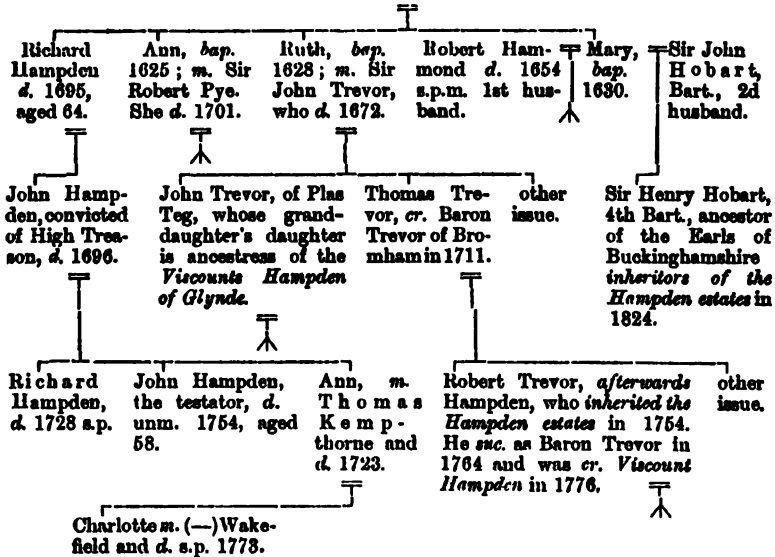 Richard
Hampden
d. 1695,
aged 64.
Ann, bap.
1625; m. Sir
Robert Pye.
She d. 1701.
Ruth, bap.
1628; m. Sir
John Trevor,
who d. 1672.
Robert Ham-
mond d. 1654
s.p.m. 1st hus-
band.
Mary,
bap.
1630.
Sir John
Hobart,
Bart., 2d
husband.
John Hamp-
den, convicted
of High Trea-
son, d. 1696.
John Trevor, of Plas
Teg, whose grand-
daughter's daughter
is ancestress of the
Viscounts Hampden
of Glynde.
Thomas Tre-
vor, cr. Baron
Trevor of Bro-
mham in 1711.
other
issue.
Sir Henry Hobart,
4th Bart., ancestor
of the Earls of
Buckinghamshire
inheritors of the
Hampden estates in
1824.
Richard
Hampden,
d. 1728 s.p.
John Hampden,
the testator, d.
unm. 1754, aged
58.
Ann, m.
Thomas
Kemp-
thorne and
d. 1723.
Robert Trevor, afterwards
Hampden, who inherited the
Hampden estates in 1754.
He suc. as Baron Trevor in
1764 and was cr. Viscount
Hampden in 1776.
other
issue.
Charlotte m. (—) Wake-
field and d. s.p. 1773.